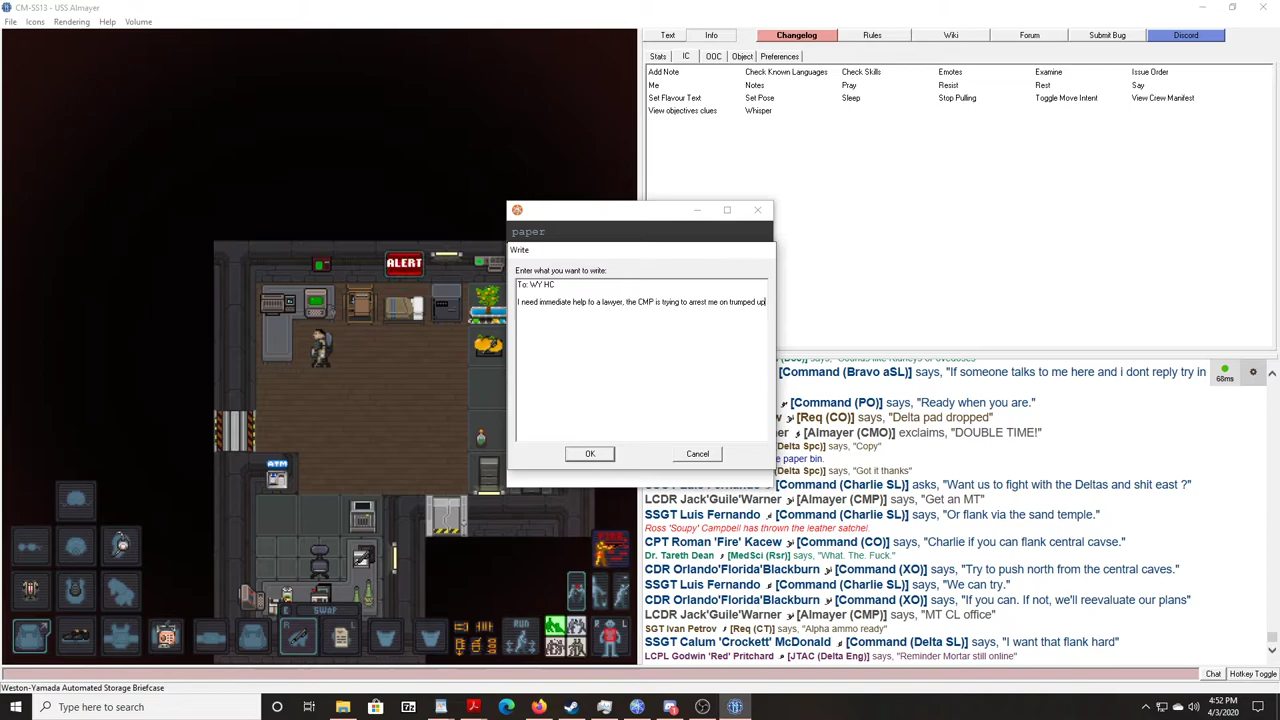 CM-SS13 - USS Almayer
File Icons Rendering Help Volume
Text Info Changelog Rules Wiki Forum Submit Bug Discord
Stats IC OOC Object Preferences
Add Note Check Known Languages Check Skills Emotes Examine Issue Order
Me Notes Pray Resist Rest Say
Set Flavour Text Set Pose Sleep Stop Pulling Toggle Move Intent View Crew Manifest
View objectives clues Whisper
paper
Write
Enter what you want to write:
To: WY HC
I need immediate help fo a lawyer, the CMP is trying to arrest me on trumped up
OK Cancel
ALERT
ATM
68ms
[Command (Bravo aSL)] says, "If someone talks to me here and i dont reply try in
[Command (PO)] says, "Ready when you are."
[Req (CO)] "Delta pad dropped"
[Almayer (CMO)] exclaims, "DOUBLE TIME!"
(Delta Spc)] says, "Copy"
e paper bin.
(Delta Spc)] says, "Got it thanks"
[Command (Charlie SL)] asks, "Want us to fight with the Deltas and shit east ?"
LCDR Jack'Guile'Warner [Almayer (CMP)] says, "Get an MT"
SSGT Luis Fernando [Command (Charlie SL)] says, "Or flank via the sand temple."
Ross 'Soupy' Campbell has thrown the leather satchel.
CPT Roman 'Fire' Kacew [Command (CO)] "Charlie if you can flank central cavse."
Dr. Tareth Dean [MedSci (Rsr)] says, "What. The. Fuck."
CDR Orlando'Florida'Blackburn [Command (XO)] says, "Try to push north from the central caves."
SSGT Luis Fernando [Command (Charlie SL)] says, "We can try."
CDR Orlando'Florida'Blackburn [Command (XO)] says, "If you can. If not, we'll reevaluate our plans"
LCDR Jack'Guile'Warner [Almayer (CMP)] says, "MT CL office"
SGT Ivan Petrov [Req (CT)] says, "Alpha ammo ready"
SSGT Calum 'Crockett' McDonald [Command (Delta SL)] says, "I want that flank hard"
LCPL Godwin 'Red' Pritchard [JTAC (Delta Eng)] says, "Reminder Mortar still online"
E SWAP
R L
RUN
Chat Hotkey Toggle
Weston-Yamada Automated Storage Briefcase
Type here to search
4:52 PM
4/3/2020